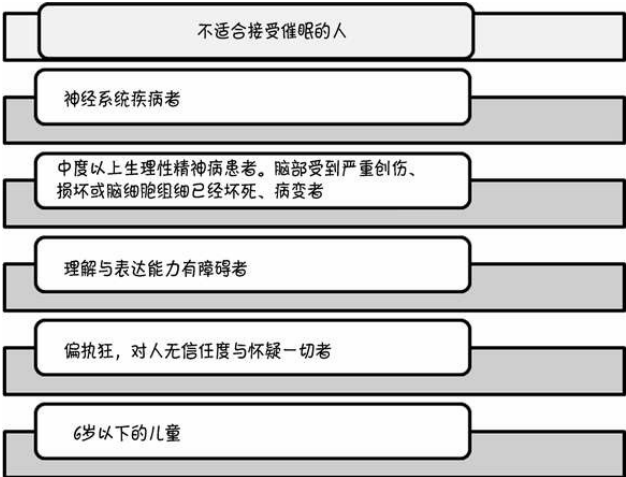 不适合接受催眠的人
神经系统疾病者
中度以上生理性精神病患者。脑部受到严重创伤、
损坏或脑细胞组细已经坏死、病变者
理解与表达能力有障碍者
偏执狂，对人无信任度与怀疑一切者
6岁以下的儿童